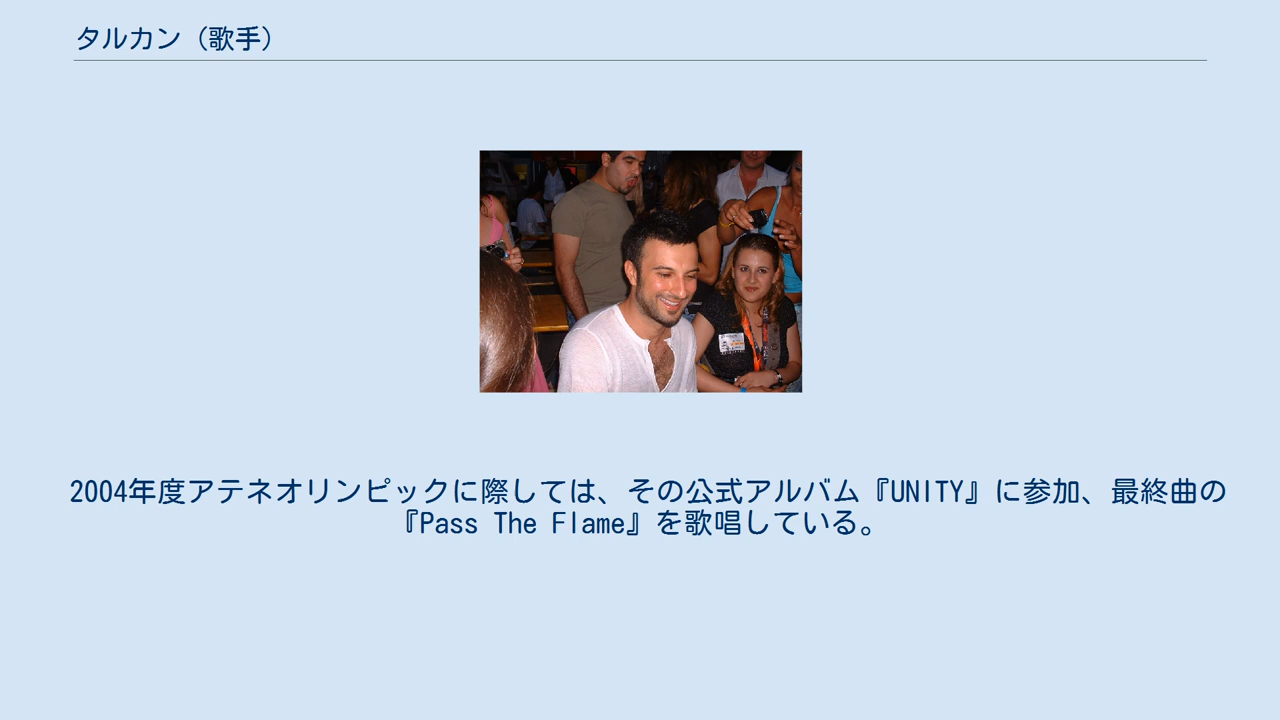 タルカン（歌手）
2004年度アテネオリンピックに際しては、その公式アルバム『UNITY』に参加、最終曲の
『Pass The Flame』を歌唱している。